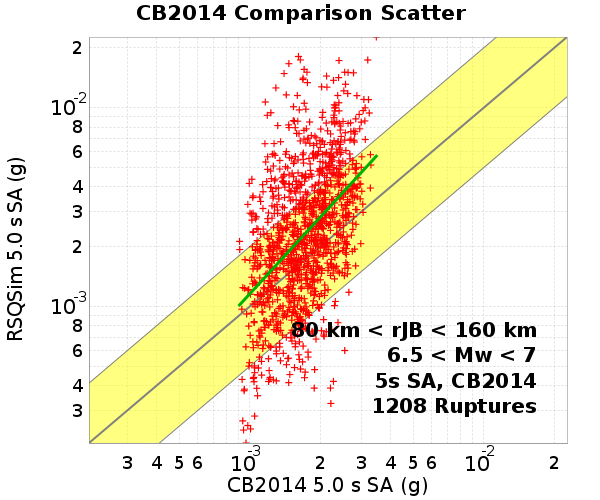 CB2014 Comparison Scatter
RSQSim 5.0 s SA (g)
2
10-2
8
6
4
3
2
10-3
8
6
4
3
80 km < rJB < 160 km
6.5 < Mw < 7
5s SA, CB2014
1208 Ruptures
3 4 5 6 10-3 2 3 4 5 6 10-2 2
CB2014 5.0 s SA (g)